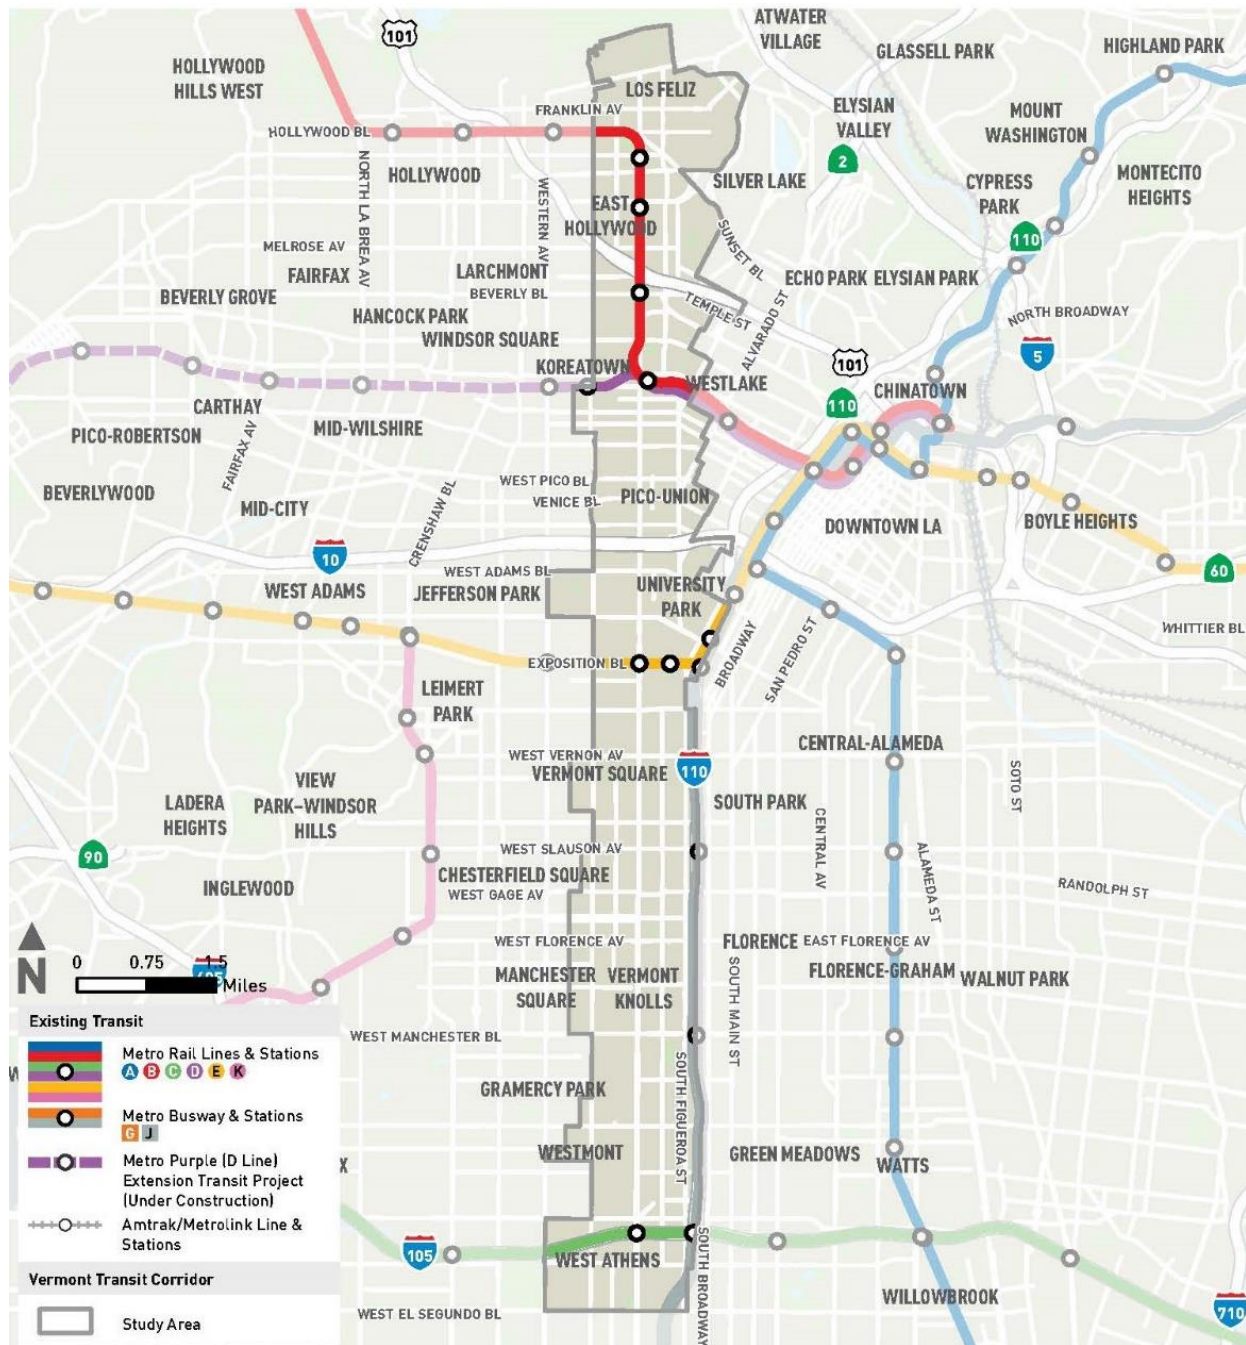 ATWATER
VILLAGE
101
GLASSELL PARK
HIGHLAND PARK
HOLLYWOOD
HILLS WEST
LOS FELIZ
FRANKLIN AV
ELYSIAN
VALLEY
MOUNT
WASHINGTON
HOLLYWOOD BL
2
HOLLYWOOD
NORTH LA BREA AV
WESTERN AV
SILVER LAKE
CYPRESS
PARK
MONTECITO
HEIGHTS
EAST
HOLLYWOOD
SUNSET BL
110
MELROSE AV
FAIRFAX
LARCHMONT
BEVERLY BL
ECHO PARK
ELYSIAN PARK
BEVERLY GROVE
HANCOCK PARK
WINDSOR SQUARE
TEMPLE ST
ALVARADO ST
NORTH BROADWAY
101
5
KOREATOWN
WESTLAKE
CHINATOWN
110
CARTHAY
PICO-ROBERTSON
FAIRFAX AV
MID-WILSHIRE
BEVERLYWOOD
MID-CITY
CRENSHAW BL
WEST PICO BL
VENICE BL
PICO-UNION
DOWNTOWN LA
BOYLE HEIGHTS
10
WEST ADAMS BL
60
WEST ADAMS
JEFFERSON PARK
UNIVERSITY
PARK
BROADWAY
SAN PEDRO ST
WHITTIER BL
EXPOSITION BL
LEIMERT
PARK
WEST VERNON AV
VERMONT SQUARE
110
CENTRAL-ALAMEDA
SOTO ST
VIEW
PARK–WINDSOR
HILLS
LADERA
HEIGHTS
SOUTH PARK
CENTRAL AV
90
WEST SLAUSON AV
ALAMEDA ST
CHESTERFIELD SQUARE
RANDOLPH ST
INGLEWOOD
WEST GAGE AV
N
0 0.75 1.5
Miles
405
WEST FLORENCE AV
FLORENCE
EAST FLORENCE AV
FLORENCE-GRAHAM
WALNUT PARK
MANCHESTER
SQUARE
VERMONT
KNOLLS
SOUTH MAIN ST
WEST MANCHESTER BL
SOUTH FIGUEROA ST
GRAMERCY PARK
WESTMONT
GREEN MEADOWS
WATTS
105
WEST ATHENS
SOUTH BROADWAY
WEST EL SEGUNDO BL
WILLOWBROOK
710
Existing Transit
Metro Rail Lines & Stations
A B C D E K
Metro Busway & Stations
G J
Metro Purple (D Line)
Extension Transit Project
(Under Construction)
Amtrak/Metrolink Line &
Stations
Vermont Transit Corridor
Study Area